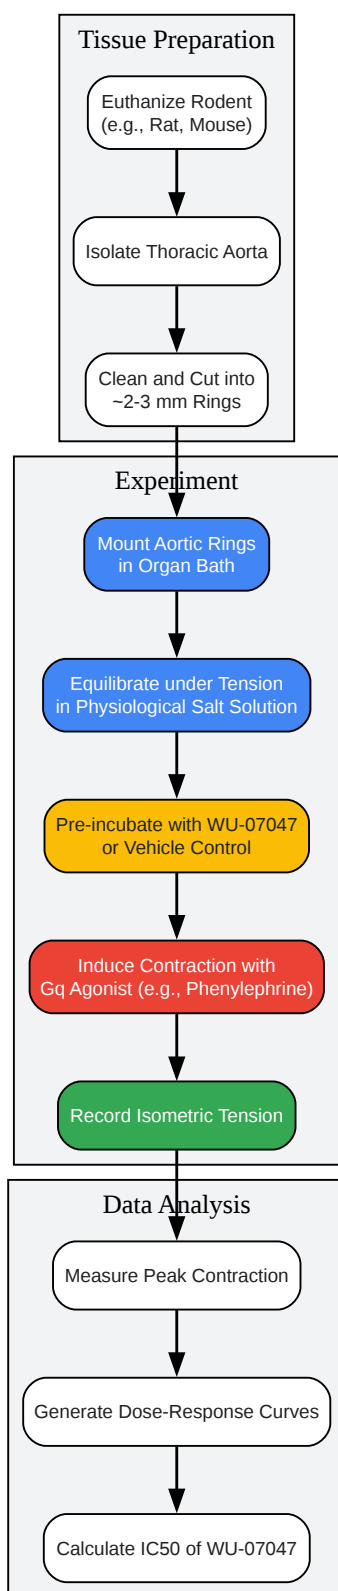 Tissue Preparation
Euthanize Rodent
(e.g., Rat, Mouse)
Isolate Thoracic Aorta
Clean and Cut into
~2-3 mm Rings
Experiment
Mount Aortic Rings
in Organ Bath
Equilibrate under Tension
in Physiological Salt Solution
Pre-incubate with WU-07047
or Vehicle Control
Induce Contraction with
Gq Agonist (e.g., Phenylephrine)
Record Isometric Tension
Data Analysis
Measure Peak Contraction
Generate Dose-Response Curves
Calculate IC50 of WU-07047